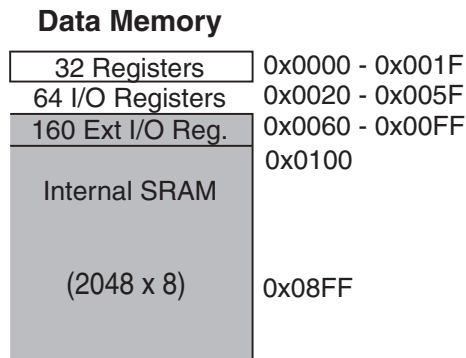 Data Memory
32 Registers 0x0000 - 0x001F
64 I/O Registers 0x0020 - 0x005F
160 Ext I/O Reg. 0x0060 - 0x00FF
0x0100
Internal SRAM
(2048 x 8) 0x08FF